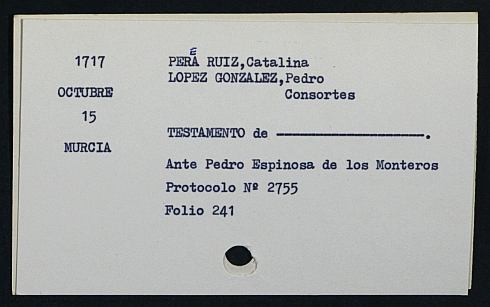 1717
OCTUBRE
15
MURCIA
E
PERÁ RUIZ,Catalina
LOPEZ GONZALEZ,Pedro
Consortes
TESTAMENTO de ————————————.
Ante Pedro Espinosa de los Monteros
Protocolo Nº 2755
Folio 241